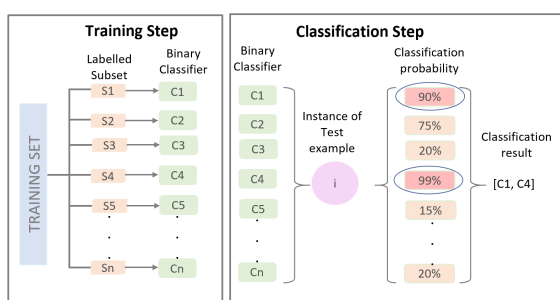 Training Step
Labelled
Subset
Binary
Classifier
TRAINING SET
S1
C1
S2
C2
S3
C3
S4
C4
S5
C5
.
.
.
.
.
.
Sn
Cn
Classification Step
Binary
Classifier
Classification
probability
C1
C2
C3
C4
C5
.
.
.
Cn
Instance of
Test
example
i
90%
75%
20%
99%
15%
.
.
.
20%
Classification
result
[C1, C4]